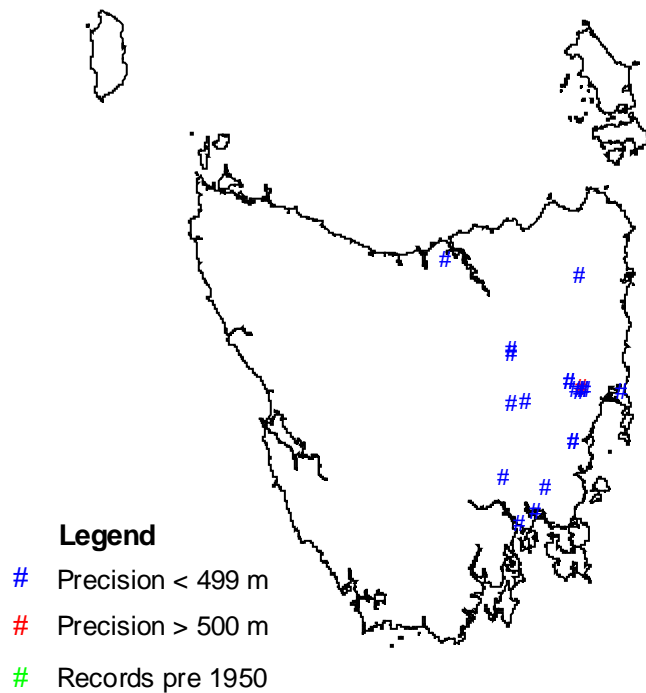 Legend
# Precision < 499 m
# Precision > 500 m
# Records pre 1950